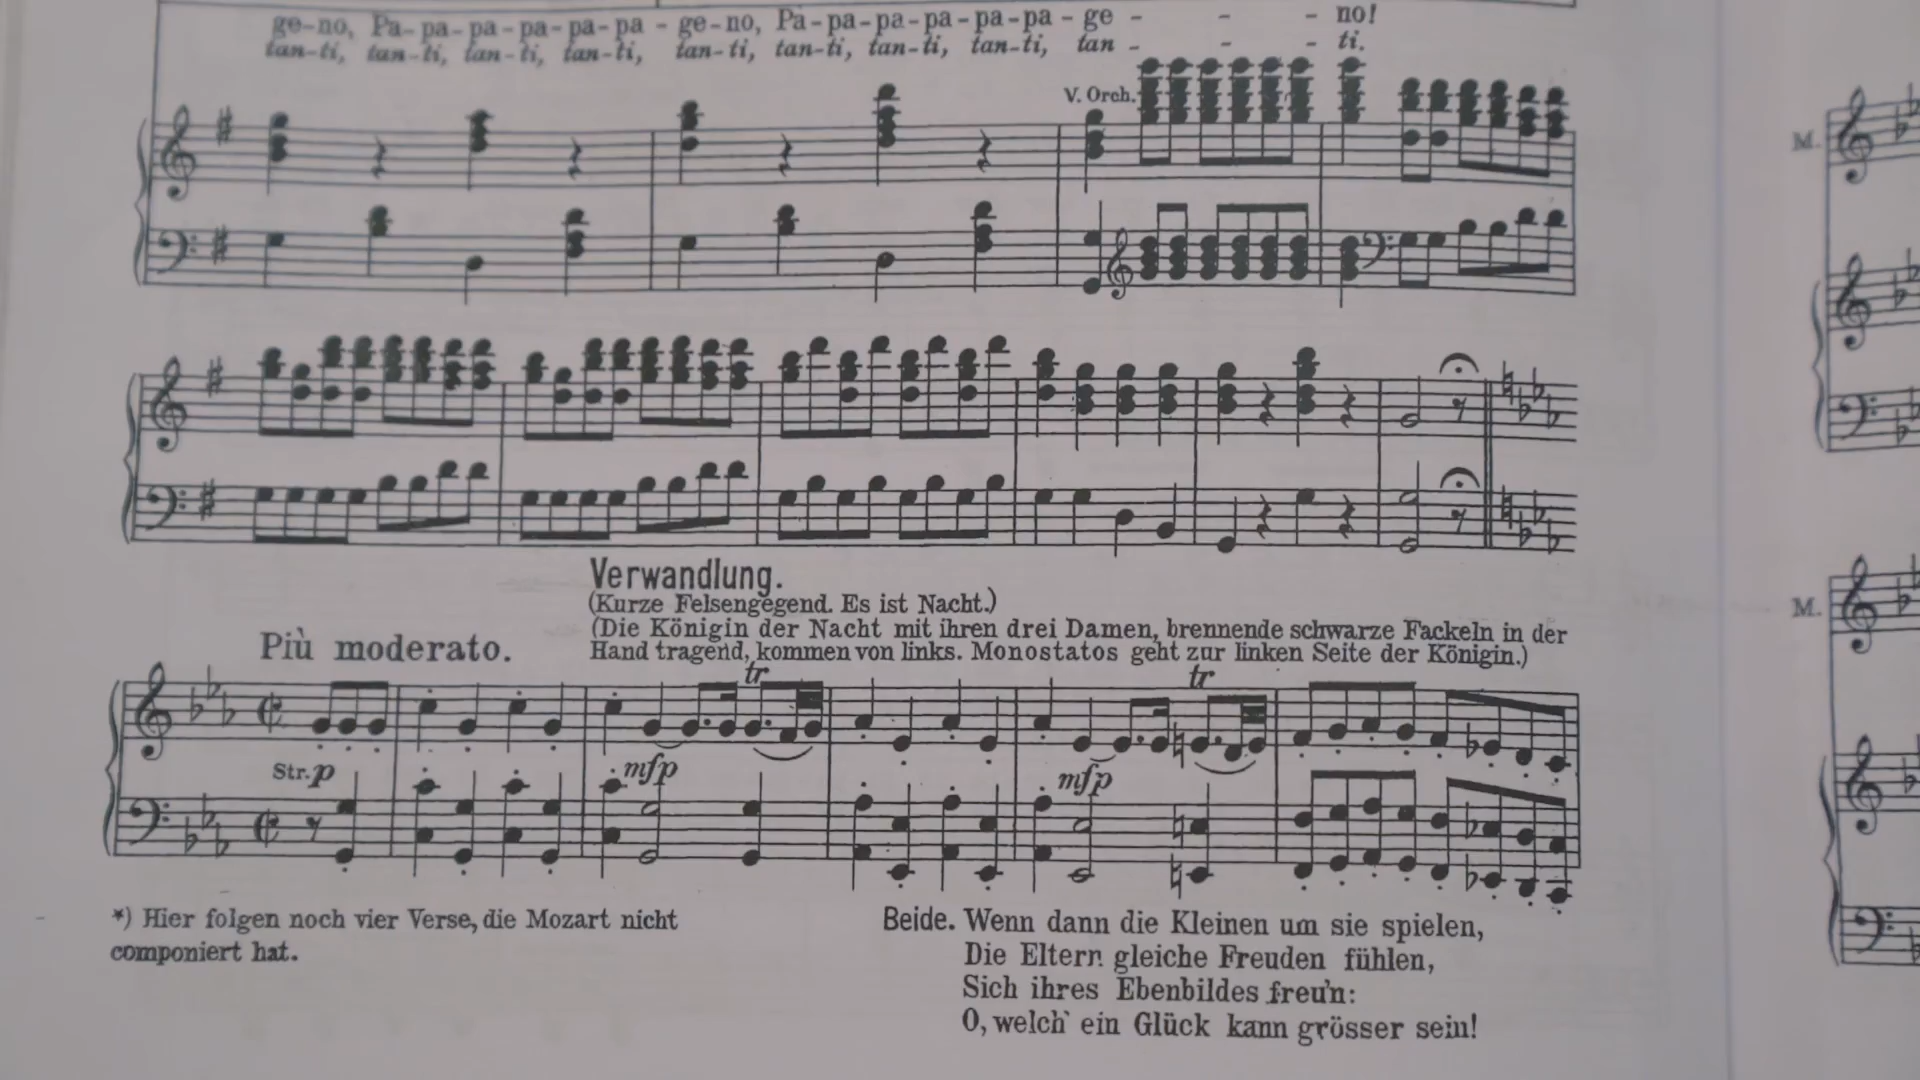 ge-no, Pa-pa-pa-pa-pa-pa-ge-no, Pa-pa-pa-pa-pa-pa-ge - - - no!
tan-ti, tan-ti, tan-ti, tan-ti, tan-ti, tan-ti, tan-ti, tan-ti, tan - - - ti.
V. Orch.
Verwandlung.
(Kurze Felsengegend. Es ist Nacht.)
(Die Königin der Nacht mit ihren drei Damen, brennende schwarze Fackeln in der
Hand tragend, kommen von links. Monostatos geht zur linken Seite der Königin.)
Più moderato.
tr tr
Str. p mfp mfp
*) Hier folgen noch vier Verse, die Mozart nicht
componiert hat.
Beide. Wenn dann die Kleinen um sie spielen,
Die Eltern gleiche Freuden fühlen,
Sich ihres Ebenbildes freu'n:
O, welch' ein Glück kann grösser sein!
M.
M.